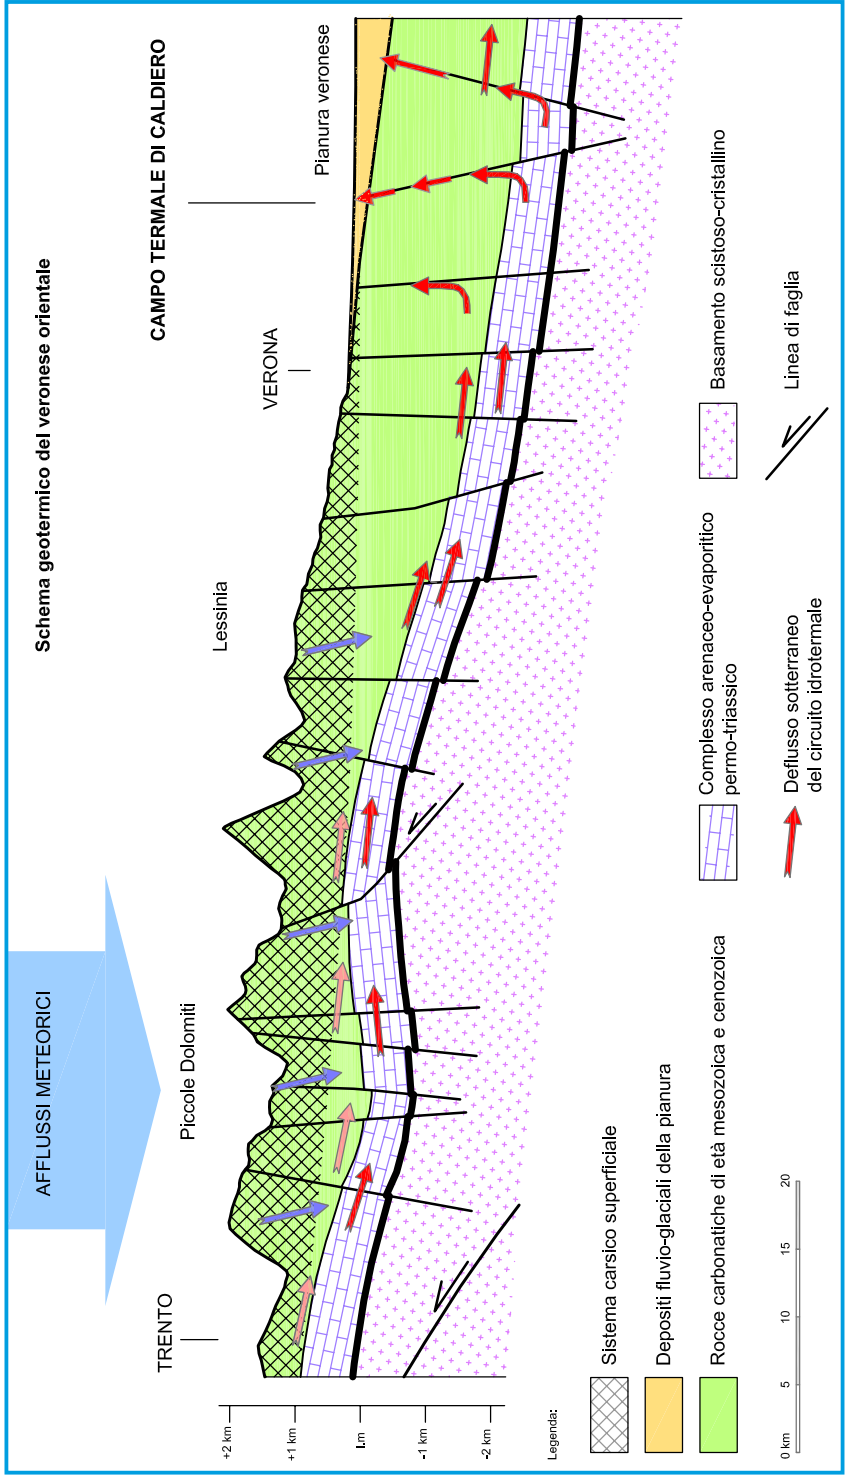 Schema geotermico del veronese orientale
AFFLUSSI METEORICI
CAMPO TERMALE DI CALDIERO
TRENTO
Piccole Dolomiti
Lessinia
VERONA
Pianura veronese
+2 km
+1 km
l.m
-1 km
-2 km
Legenda:
Sistema carsico superficiale
Depositi fluvio-glaciali della pianura
Rocce carbonatiche di età mesozoica e cenozoica
Complesso arenaceo-evaporitico
permo-triassico
Deflusso sotterraneo
del circuito idrotermale
Basamento scistoso-cristallino
Linea di faglia
0 km
5
10
15
20